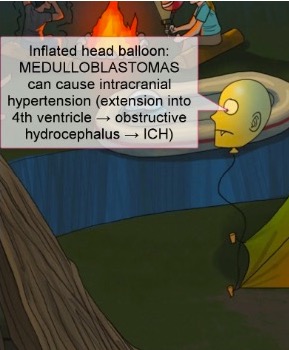 Inflated head balloon:
MEDULLOBLASTOMAS
can cause intracranial
hypertension (extension into
4th ventricle → obstructive
hydrocephalus → ICH)